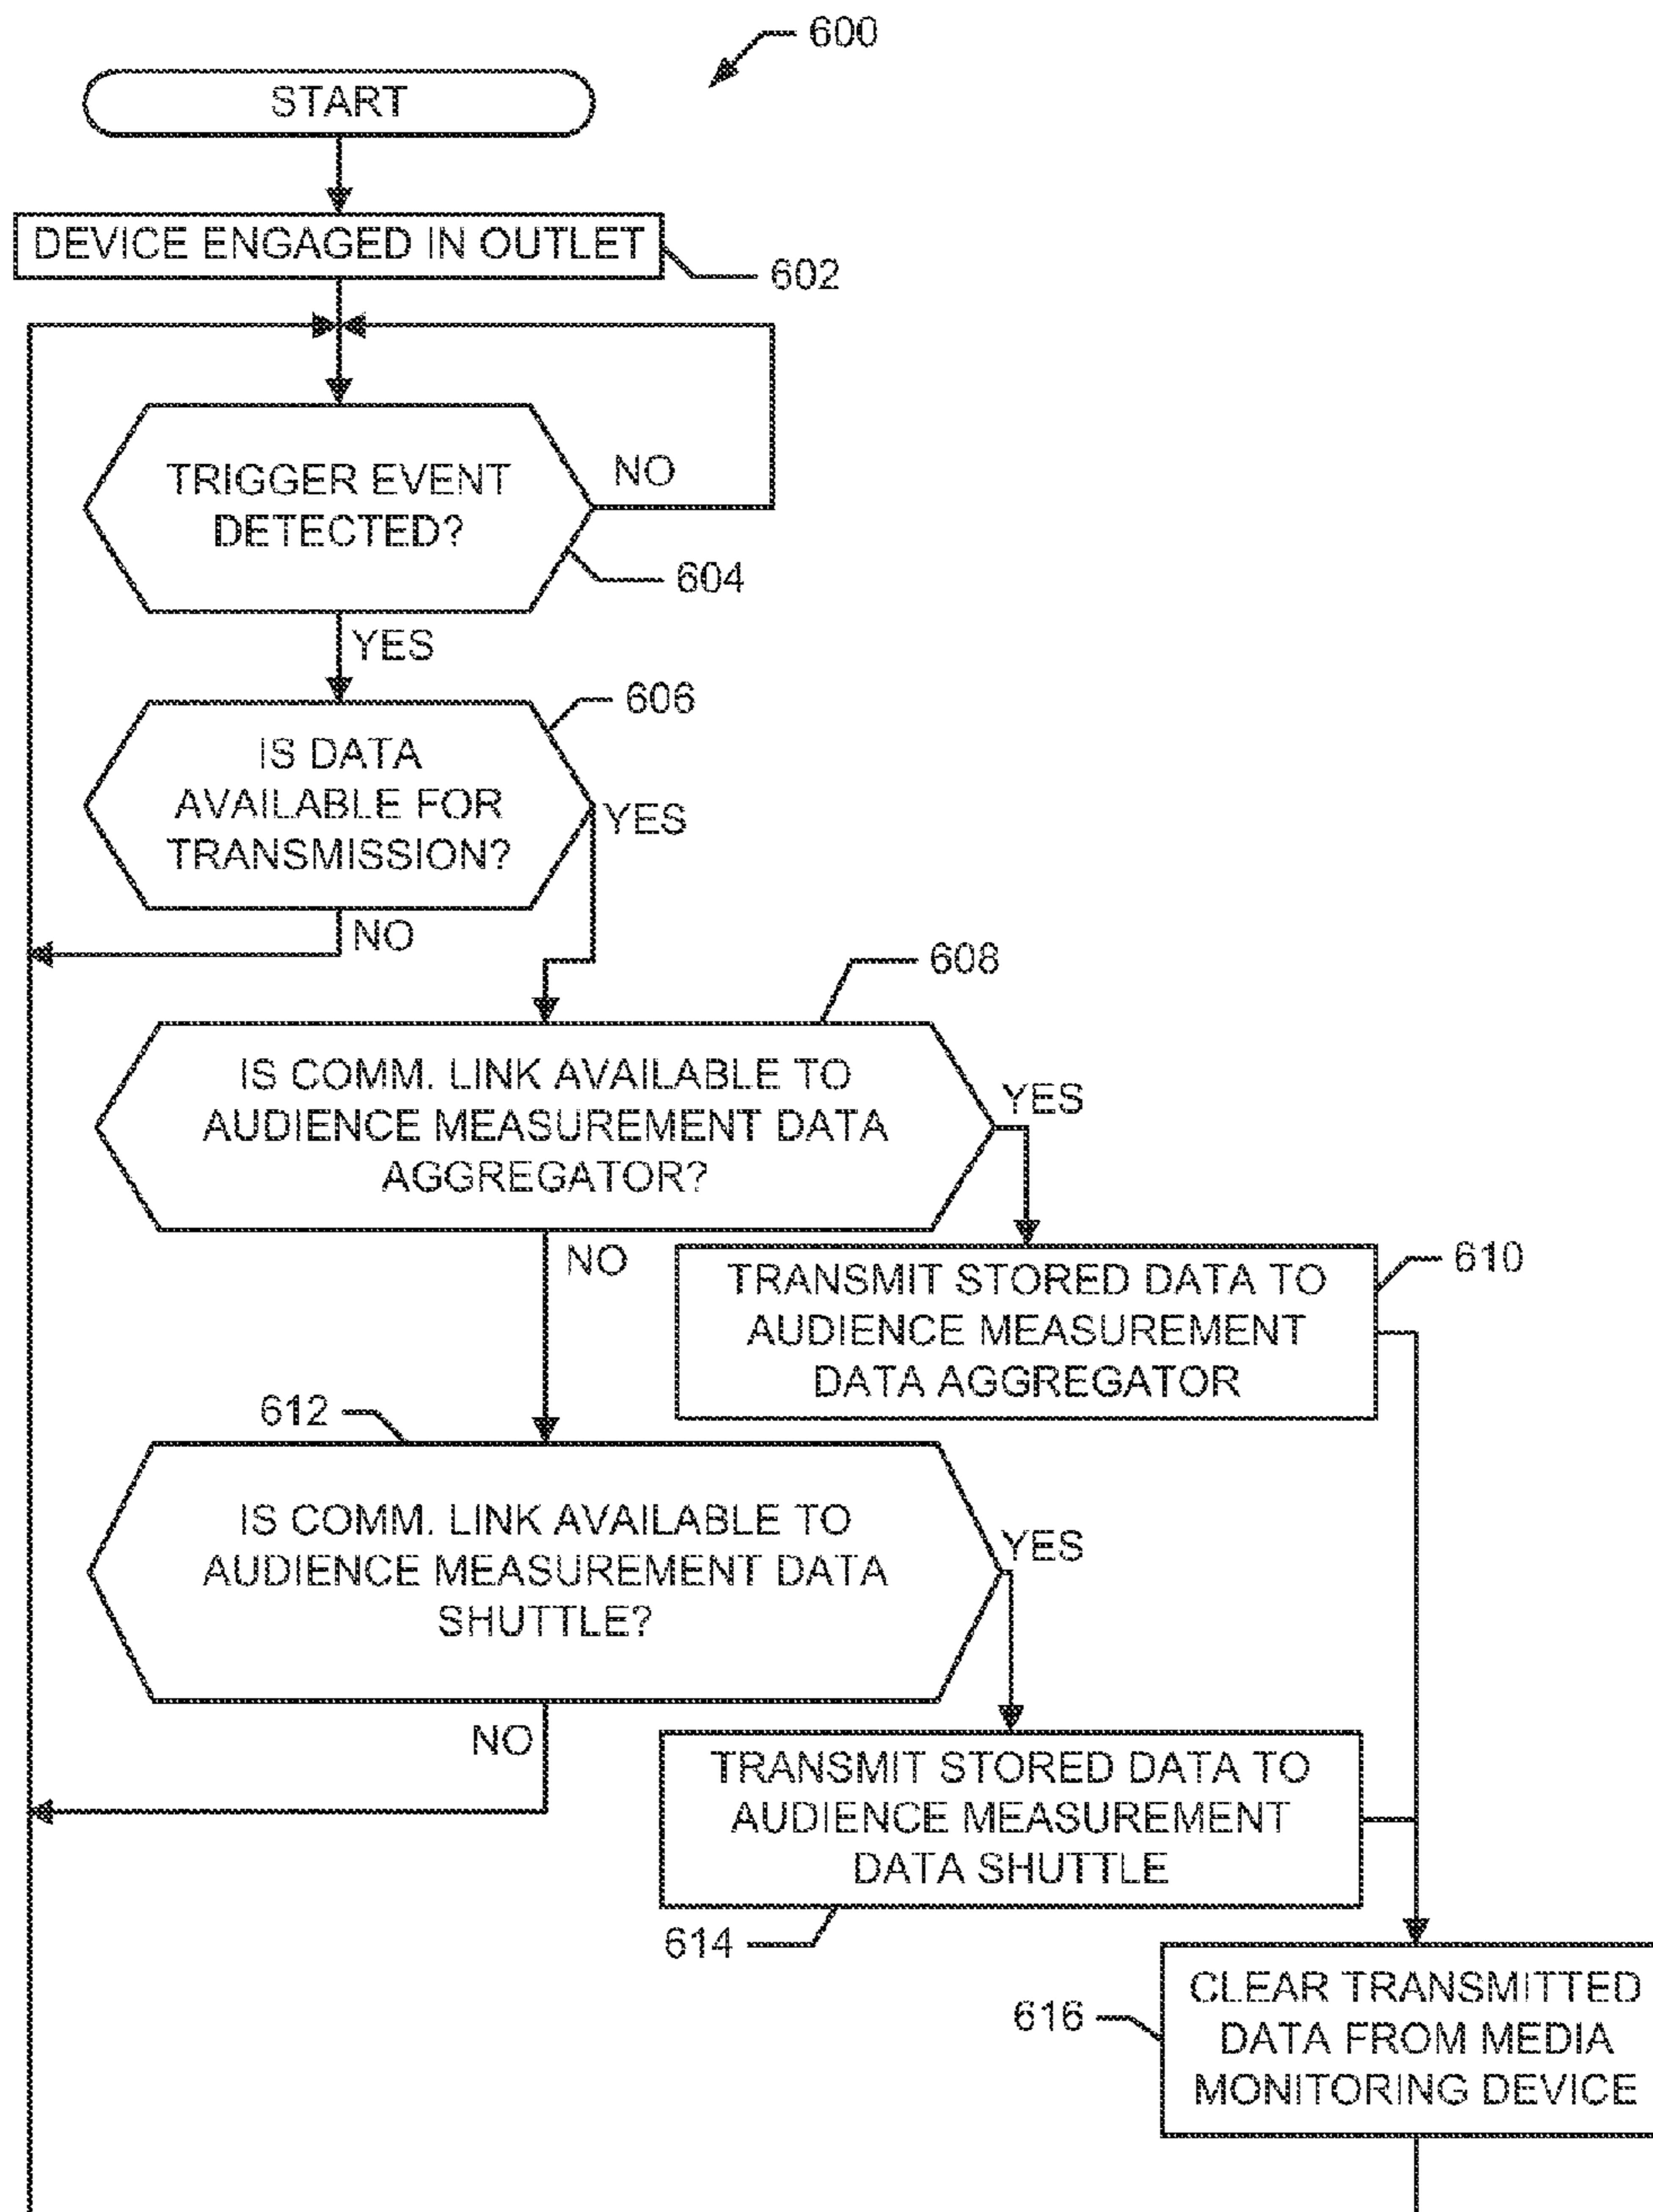 600
START
DEVICE ENGAGED IN OUTLET
602
TRIGGER EVENT
DETECTED?
NO
604
YES
606
IS DATA
AVAILABLE FOR
TRANSMISSION?
YES
NO
608
IS COMM. LINK AVAILABLE TO
AUDIENCE MEASUREMENT DATA
AGGREGATOR?
YES
NO
610
TRANSMIT STORED DATA TO
AUDIENCE MEASUREMENT
DATA AGGREGATOR
612
IS COMM. LINK AVAILABLE TO
AUDIENCE MEASUREMENT DATA
SHUTTLE?
YES
NO
TRANSMIT STORED DATA TO
AUDIENCE MEASUREMENT
DATA SHUTTLE
614
616
CLEAR TRANSMITTED
DATA FROM MEDIA
MONITORING DEVICE